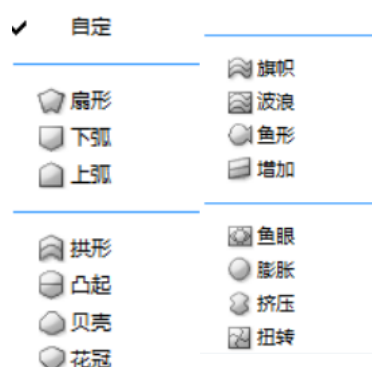 自定
扇形
下弧
上弧
拱形
凸起
贝壳
花冠
旗帜
波浪
鱼形
增加
鱼眼
膨胀
挤压
扭转